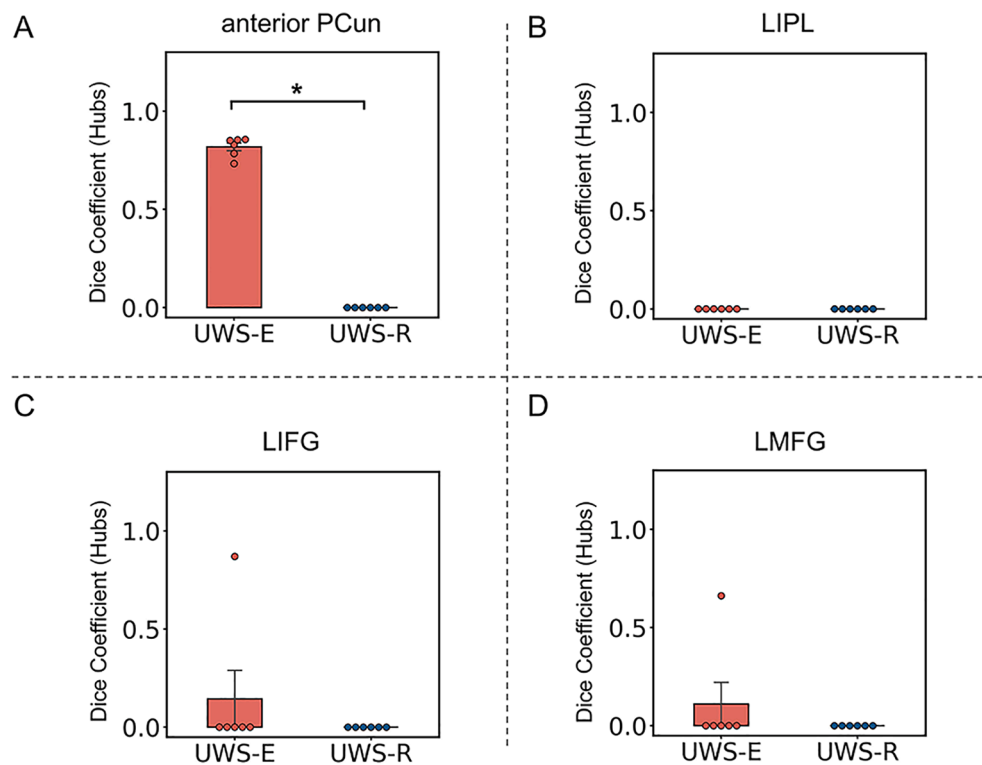 A
anterior PCun
Dice Coefficient (Hubs)
1.0
0.5
0.0
*
UWS-E UWS-R
B
LIPL
Dice Coefficient (Hubs)
1.0
0.5
0.0
UWS-E UWS-R
C
LIFG
Dice Coefficient (Hubs)
1.0
0.5
0.0
UWS-E UWS-R
D
LMFG
Dice Coefficient (Hubs)
1.0
0.5
0.0
UWS-E UWS-R